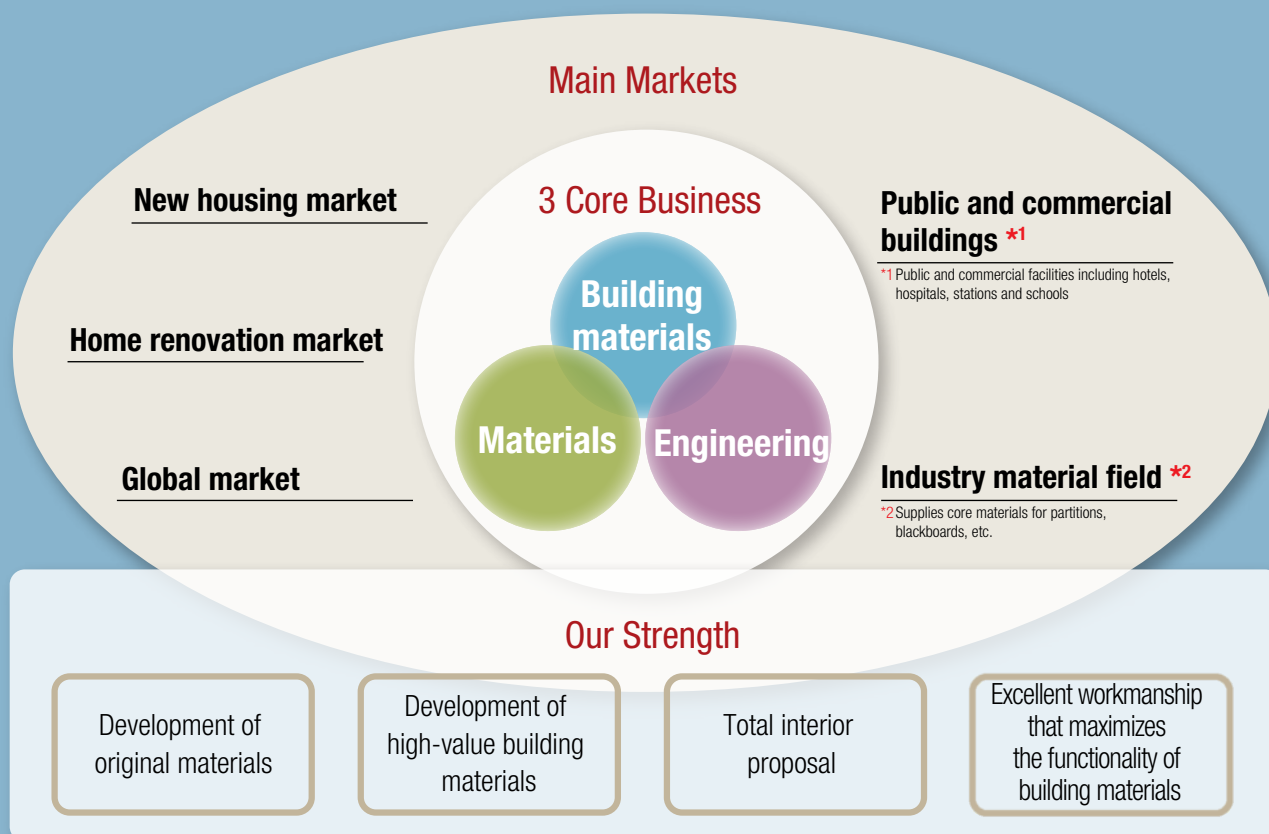 Main Markets
New housing market
Home renovation market
Global market
3 Core Business
Building
materials
Materials
Engineering
Public and commercial
buildings *1
*1 Public and commercial facilities including hotels,
hospitals, stations and schools
Industry material field *2
*2 Supplies core materials for partitions,
blackboards, etc.
Our Strength
Development of
original materials
Development of
high-value building
materials
Total interior
proposal
Excellent workmanship
that maximizes
the functionality of
building materials